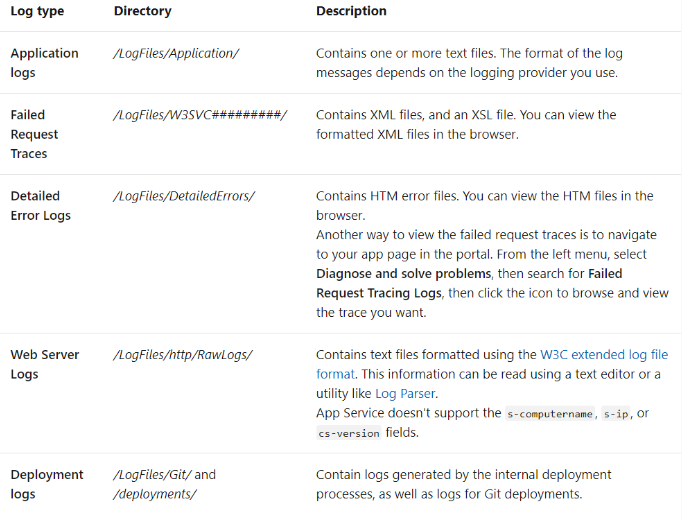 Log type Directory Description
Application logs /LogFiles/Application/ Contains one or more text files. The format of the log
messages depends on the logging provider you use.
Failed Request Traces /LogFiles/W3SVC#########/ Contains XML files, and an XSL file. You can view the
formatted XML files in the browser.
Detailed Error Logs /LogFiles/DetailedErrors/ Contains HTM error files. You can view the HTM files in the
browser.
Another way to view the failed request traces is to navigate
to your app page in the portal. From the left menu, select
Diagnose and solve problems, then search for Failed
Request Tracing Logs, then click the icon to browse and view
the trace you want.
Web Server Logs /LogFiles/http/RawLogs/ Contains text files formatted using the W3C extended log file
format. This information can be read using a text editor or a
utility like Log Parser.
App Service doesn't support the s-computername, s-ip, or
cs-version fields.
Deployment logs /LogFiles/Git/ and /deployments/ Contain logs generated by the internal deployment
processes, as well as logs for Git deployments.